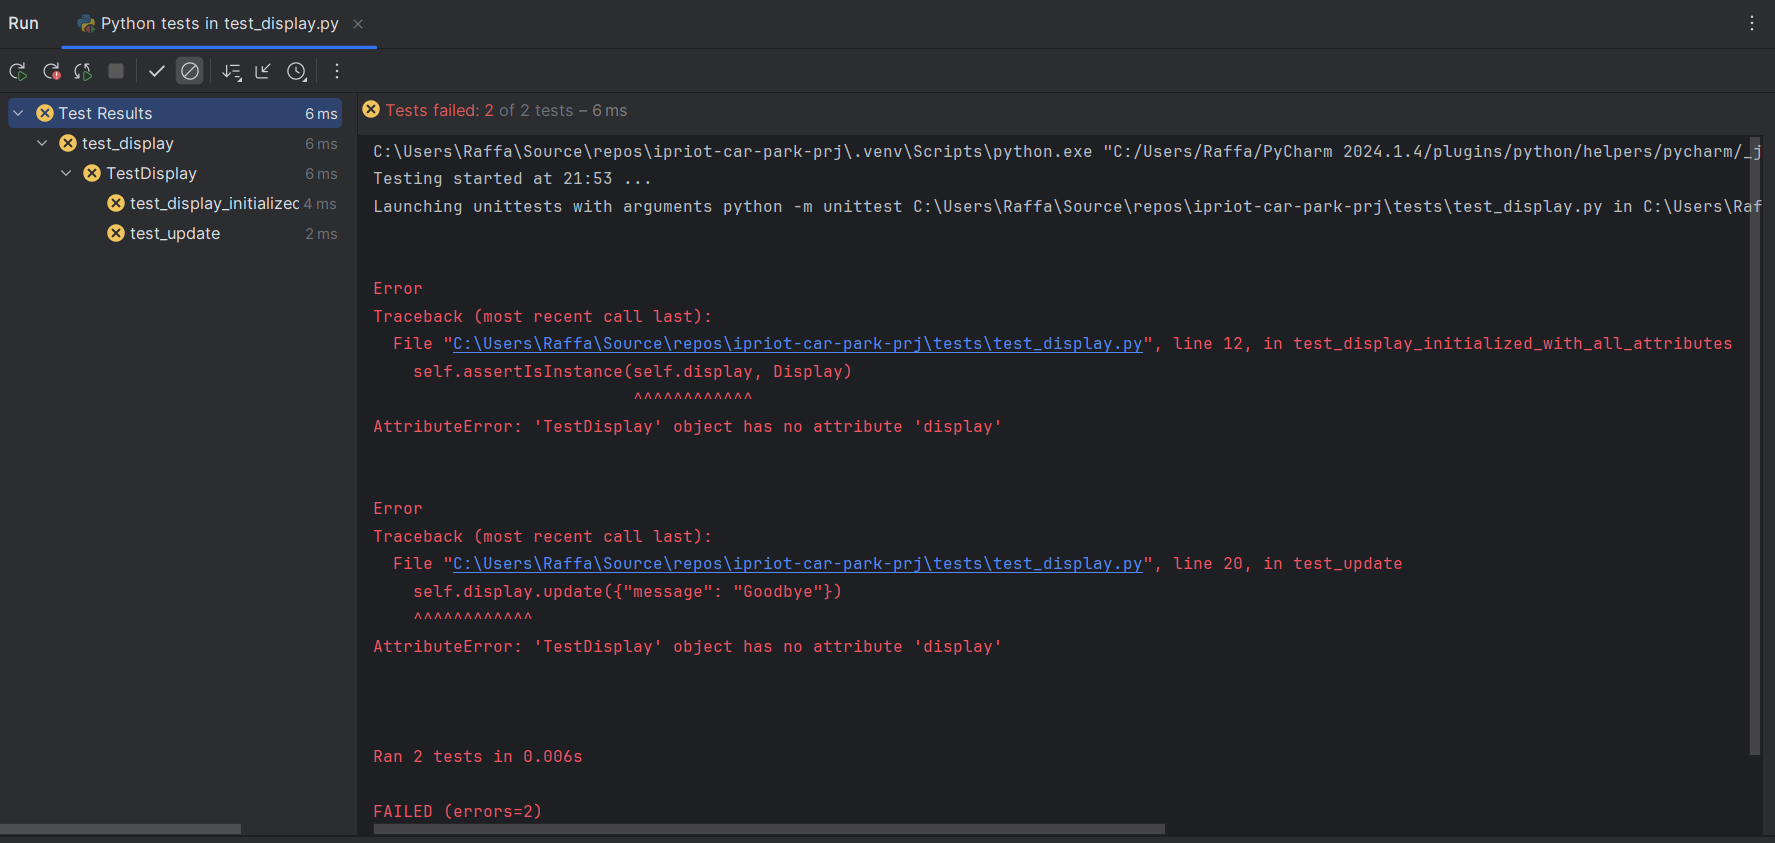 Run
Python tests in test_display.py
Test Results 6 ms
test_display 6 ms
TestDisplay 6 ms
test_display_initialized 4 ms
test_update 2 ms
Tests failed: 2 of 2 tests – 6 ms
C:\Users\Raffa\Source\repos\ipriot-car-park-prj\.venv\Scripts\python.exe "C:/Users/Raffa/PyCharm 2024.1.4/plugins/python/helpers/pycharm/_j
Testing started at 21:53 ...
Launching unittests with arguments python -m unittest C:\Users\Raffa\Source\repos\ipriot-car-park-prj\tests\test_display.py in C:\Users\Raf
Error
Traceback (most recent call last):
File "C:\Users\Raffa\Source\repos\ipriot-car-park-prj\tests\test_display.py", line 12, in test_display_initialized_with_all_attributes
self.assertIsInstance(self.display, Display)
^^^^^^^^^^^^
AttributeError: 'TestDisplay' object has no attribute 'display'
Error
Traceback (most recent call last):
File "C:\Users\Raffa\Source\repos\ipriot-car-park-prj\tests\test_display.py", line 20, in test_update
self.display.update({"message": "Goodbye"})
^^^^^^^^^^^^
AttributeError: 'TestDisplay' object has no attribute 'display'
Ran 2 tests in 0.006s
FAILED (errors=2)